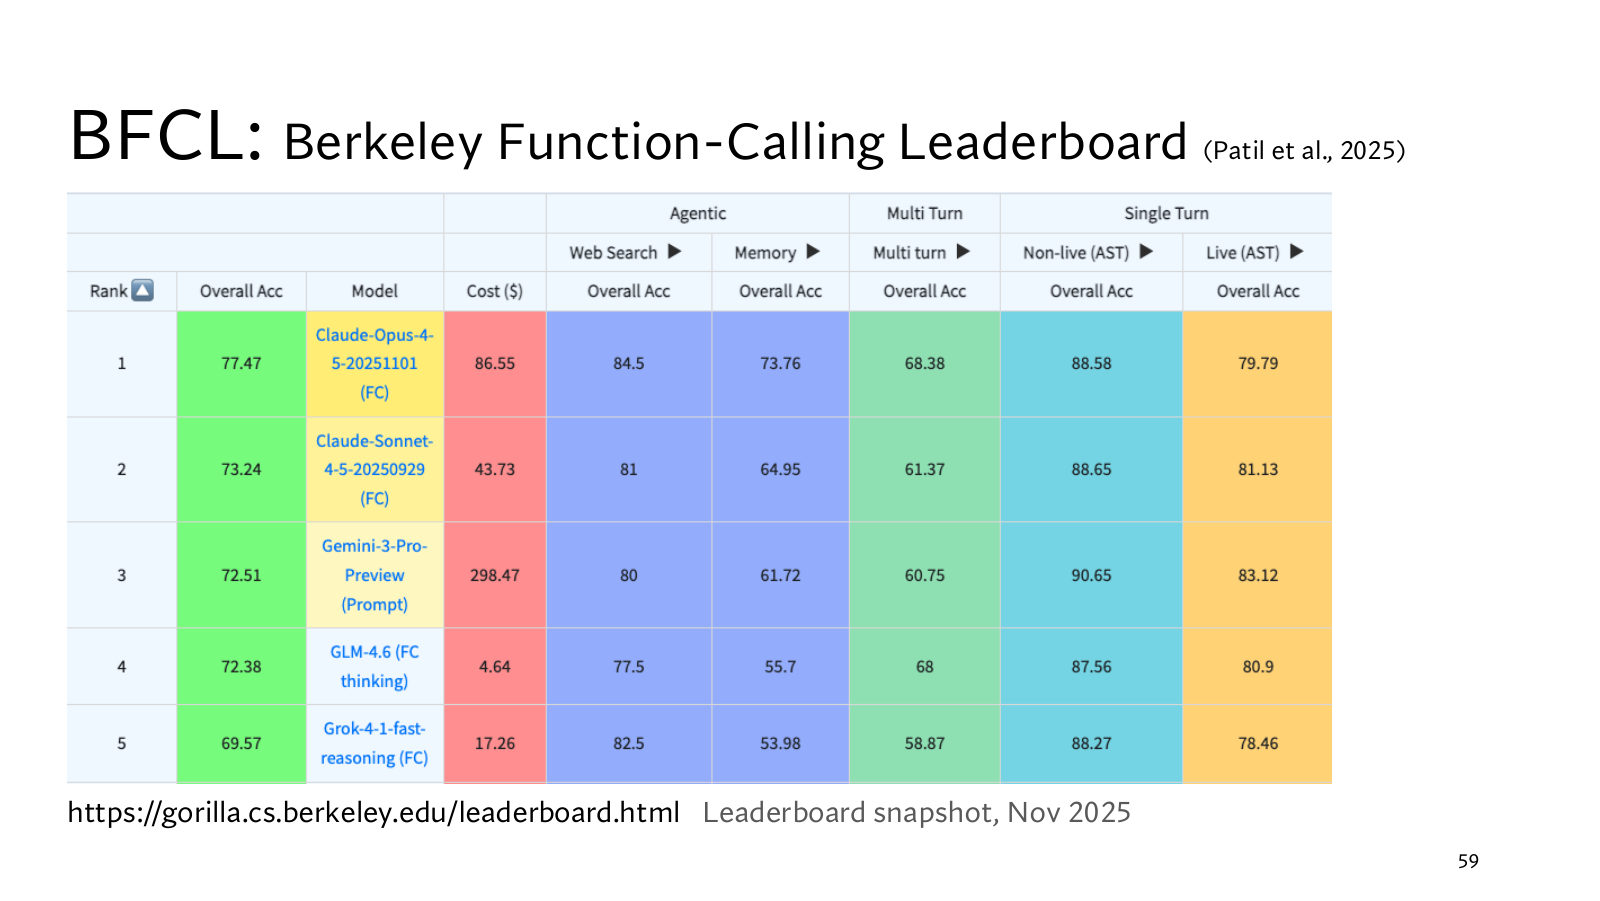 BFCL: Berkeley Function-Calling Leaderboard (Patil et al., 2025)
Agentic Multi Turn Single Turn
Web Search ▶ Memory ▶ Multi turn ▶ Non-live (AST) ▶ Live (AST) ▶
Rank Overall Acc Model Cost ($) Overall Acc Overall Acc Overall Acc Overall Acc Overall Acc
1 77.47 Claude-Opus-4-
5-20251101
(FC) 86.55 84.5 73.76 68.38 88.58 79.79
2 73.24 Claude-Sonnet-
4-5-20250929
(FC) 43.73 81 64.95 61.37 88.65 81.13
3 72.51 Gemini-3-Pro-
Preview
(Prompt) 298.47 80 61.72 60.75 90.65 83.12
4 72.38 GLM-4.6 (FC
thinking) 4.64 77.5 55.7 68 87.56 80.9
5 69.57 Grok-4-1-fast-
reasoning (FC) 17.26 82.5 53.98 58.87 88.27 78.46
https://gorilla.cs.berkeley.edu/leaderboard.html Leaderboard snapshot, Nov 2025
59